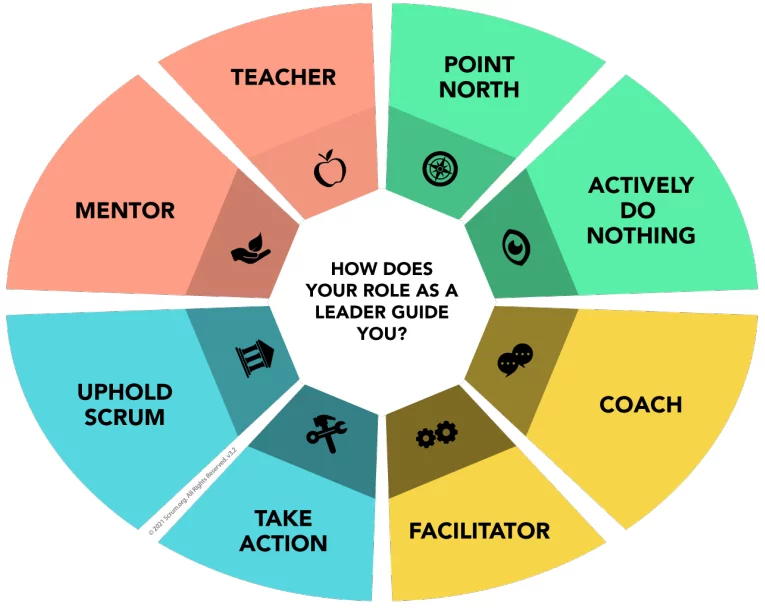 TEACHER
POINT
NORTH
MENTOR
ACTIVELY
DO
NOTHING
HOW DOES
YOUR ROLE AS A
LEADER GUIDE
YOU?
UPHOLD
SCRUM
COACH
TAKE
ACTION
FACILITATOR
© 2021 Scrum.org. All Rights Reserved. v3.2